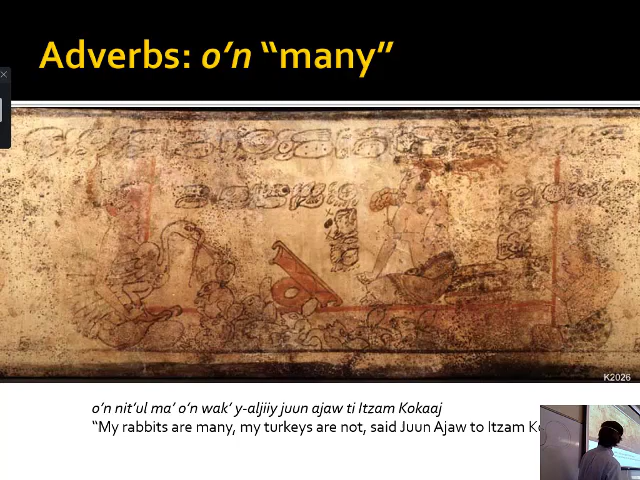 Adverbs: o’n “many”
K2026
o’n nit’ul ma’ o’n wak’ y-aljiiy juun ajaw ti Itzam Kokaaj
“My rabbits are many, my turkeys are not, said Juun Ajaw to Itzam